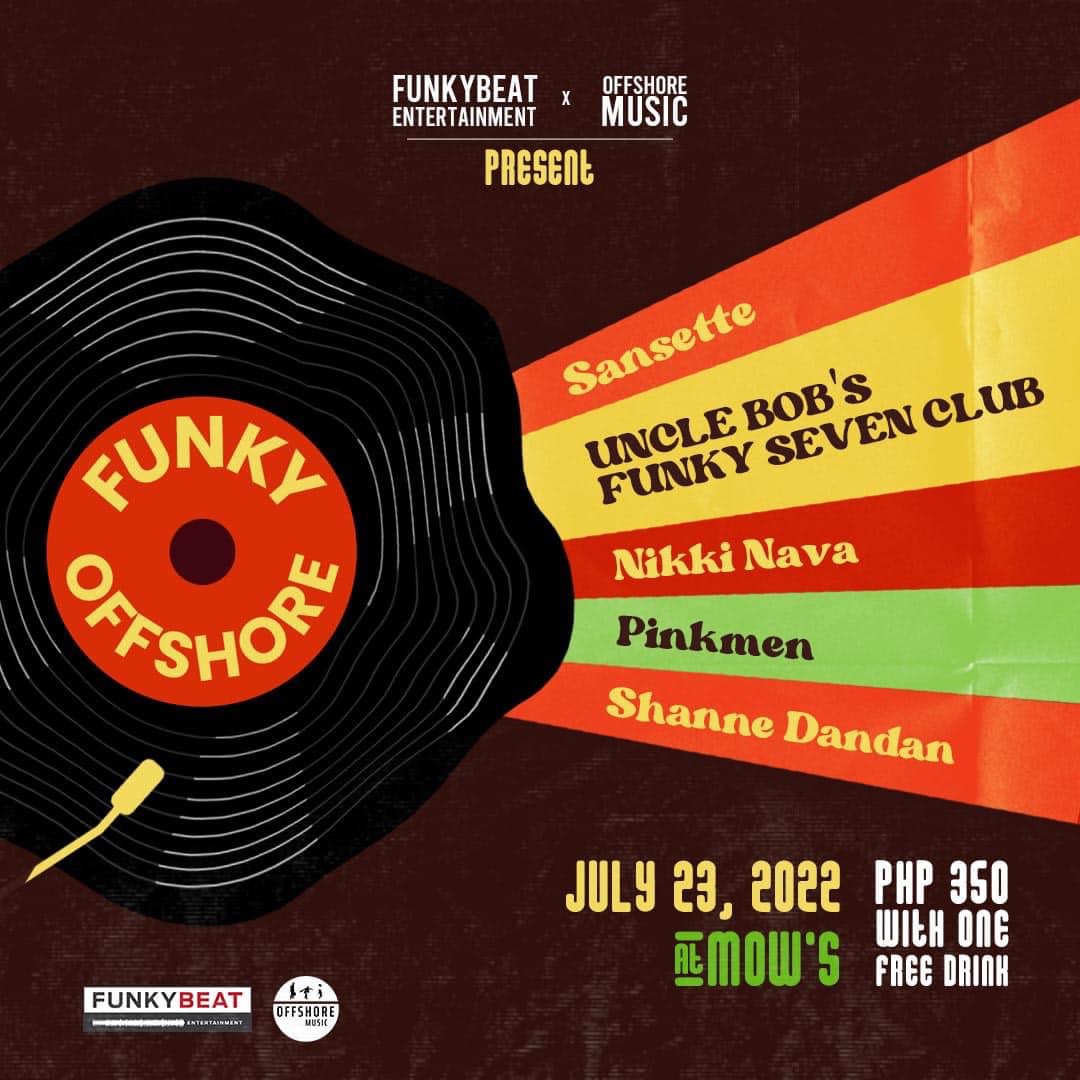 FUNKYBEAT
ENTERTAINMENT
X
OFFSHORE
MUSIC
PRESENT
FUNKY
OFFSHORE
Sansette
UNCLE BOB'S
FUNKY SEVEN CLUB
Nikki Nava
Pinkmen
Shanne Dandan
JULY 23, 2022
At MOW'S
PHP 350
WITH ONE
FREE DRINK
FUNKYBEAT
ENTERTAINMENT
OFFSHORE
MUSIC